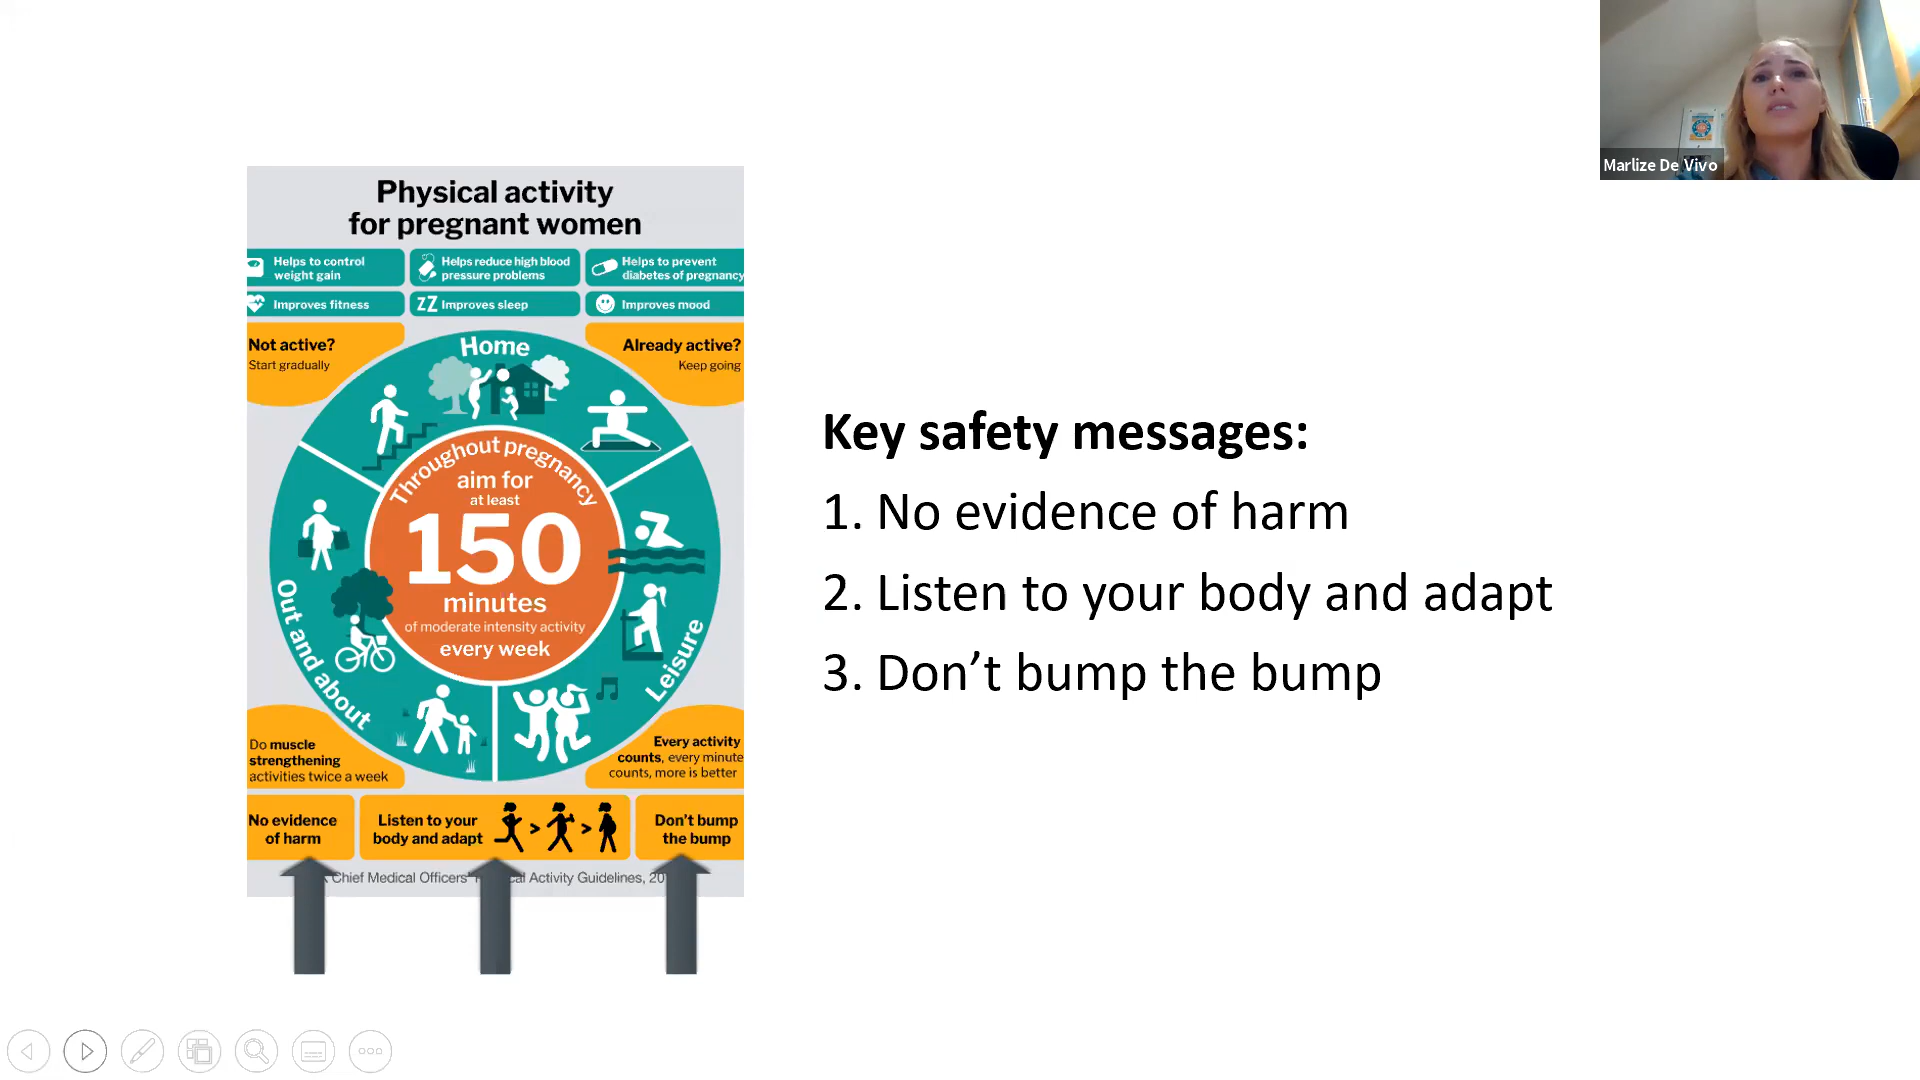 Physical activity
for pregnant women
Helps to control
weight gain
Helps reduce high blood
pressure problems
Helps to prevent
diabetes of pregnancy
Improves fitness
ZZ Improves sleep
Improves mood
Not active?
Start gradually
Already active?
Keep going
Home
Throughout pregnancy
aim for
at least
150
minutes
of moderate intensity activity
every week
Out and about
Leisure
Do muscle
strengthening
activities twice a week
Every activity
counts, every minute
counts, more is better
No evidence
of harm
Listen to your
body and adapt
> >
Don't bump
the bump
Chief Medical Officers' Activity Guidelines,
Key safety messages:
1. No evidence of harm
2. Listen to your body and adapt
3. Don’t bump the bump
Marlize De Vivo